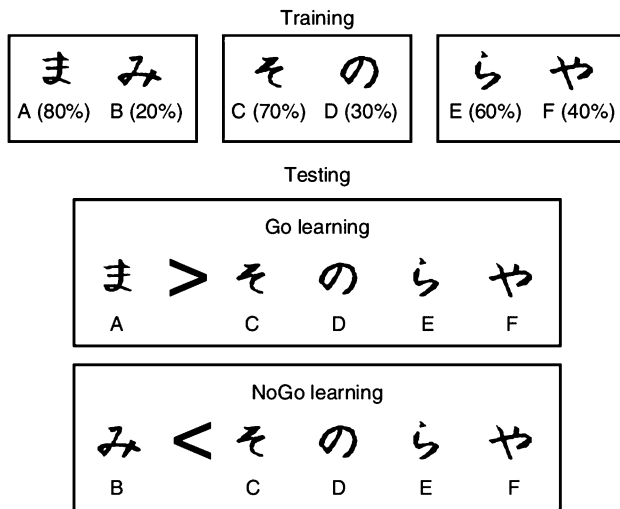 Training
ま み そ の ら や
A (80%) B (20%) C (70%) D (30%) E (60%) F (40%)
Testing
Go learning
ま > そ の ら や
A C D E F
NoGo learning
み < そ の ら や
B C D E F